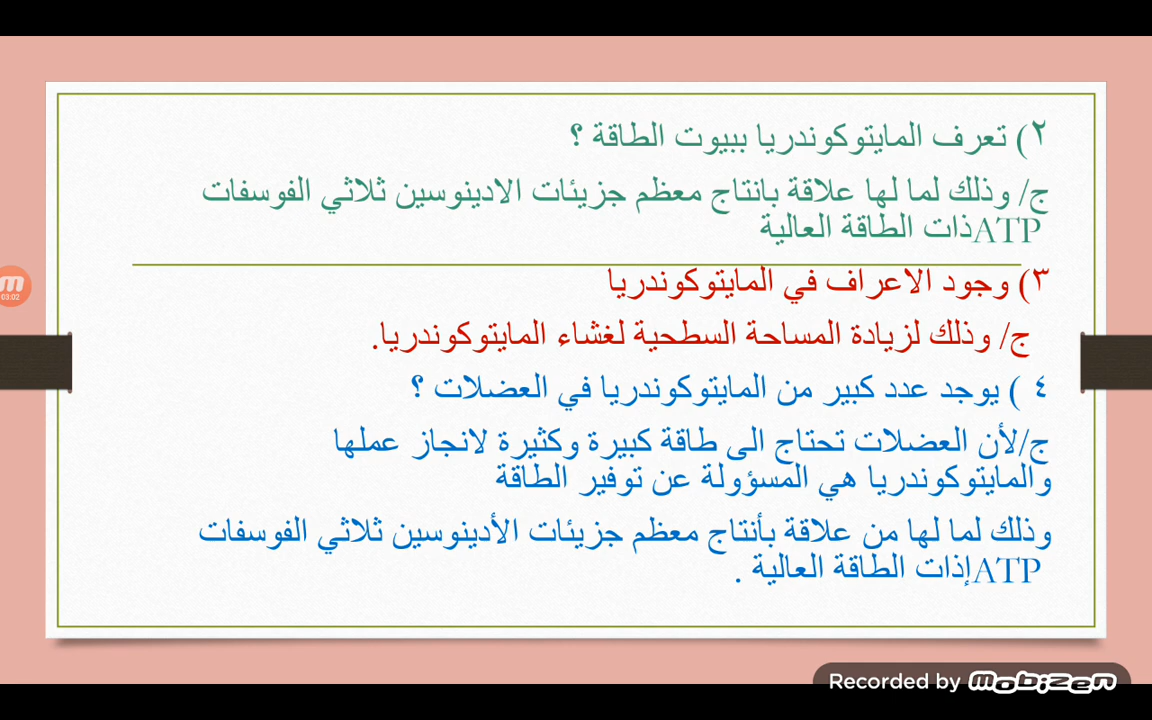 ٢) تعرف المايتوكوندريا ببيوت الطاقة ؟
ج/ وذلك لما لها علاقة بانتاج معظم جزيئات الادينوسين ثلاثي الفوسفات
ATPذات الطاقة العالية
٣) وجود الاعراف في المايتوكوندريا
ج/ وذلك لزيادة المساحة السطحية لغشاء المايتوكوندريا.
٤ ) يوجد عدد كبير من المايتوكوندريا في العضلات ؟
ج/لأن العضلات تحتاج الى طاقة كبيرة وكثيرة لانجاز عملها
والمايتوكوندريا هي المسؤولة عن توفير الطاقة
وذلك لما لها من علاقة بأنتاج معظم جزيئات الأدينوسين ثلاثي الفوسفات
ATPإذات الطاقة العالية .
03:02
Recorded by mobizen